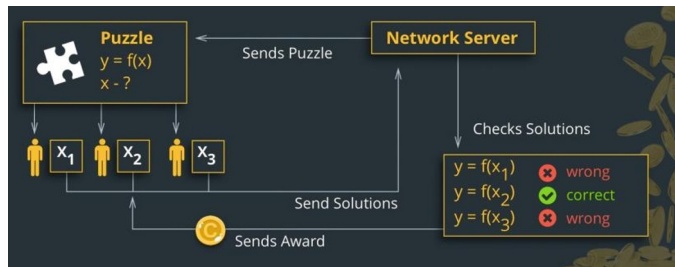 Puzzle
y = f(x)
x - ?
Sends Puzzle
Network Server
X₁
X₂
X₃
Checks Solutions
y = f(x₁) wrong
y = f(x₂) correct
y = f(x₃) wrong
Send Solutions
C
Sends Award